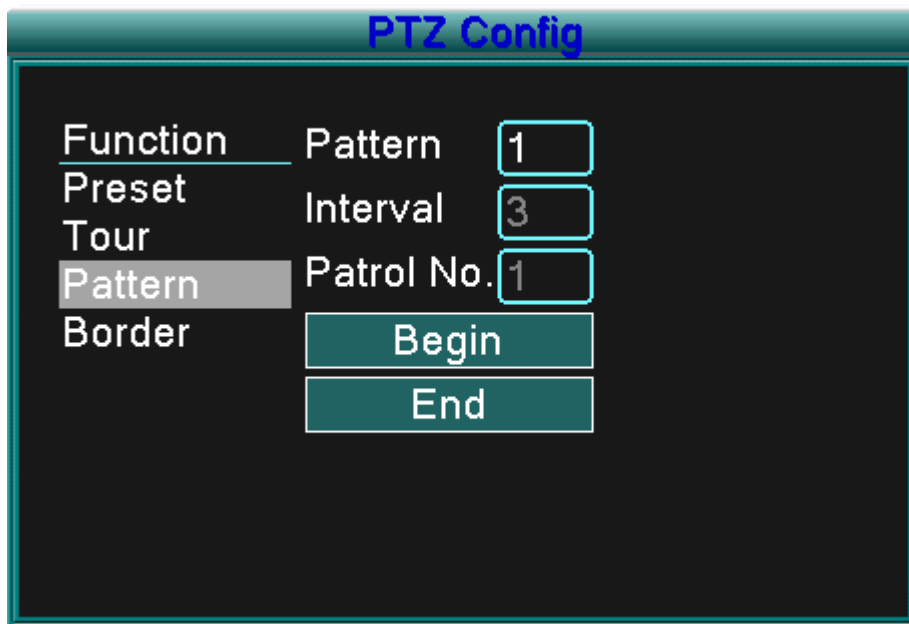 PTZ Config
Function
Preset
Tour
Pattern
Border
Pattern 1
Interval 3
Patrol No. 1
Begin
End